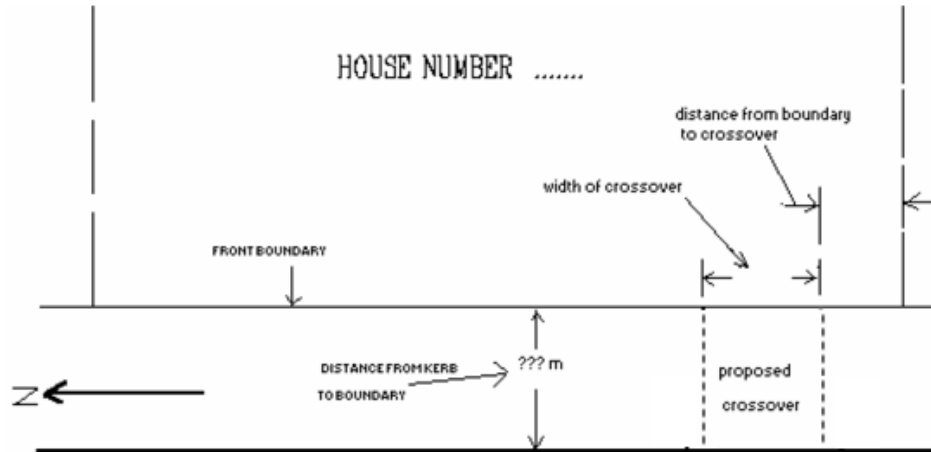 HOUSE NUMBER .......
distance from boundary
to crossover
width of crossover
FRONT BOUNDARY
DISTANCE FROM KERB
TO BOUNDARY
??? m
proposed
crossover
N